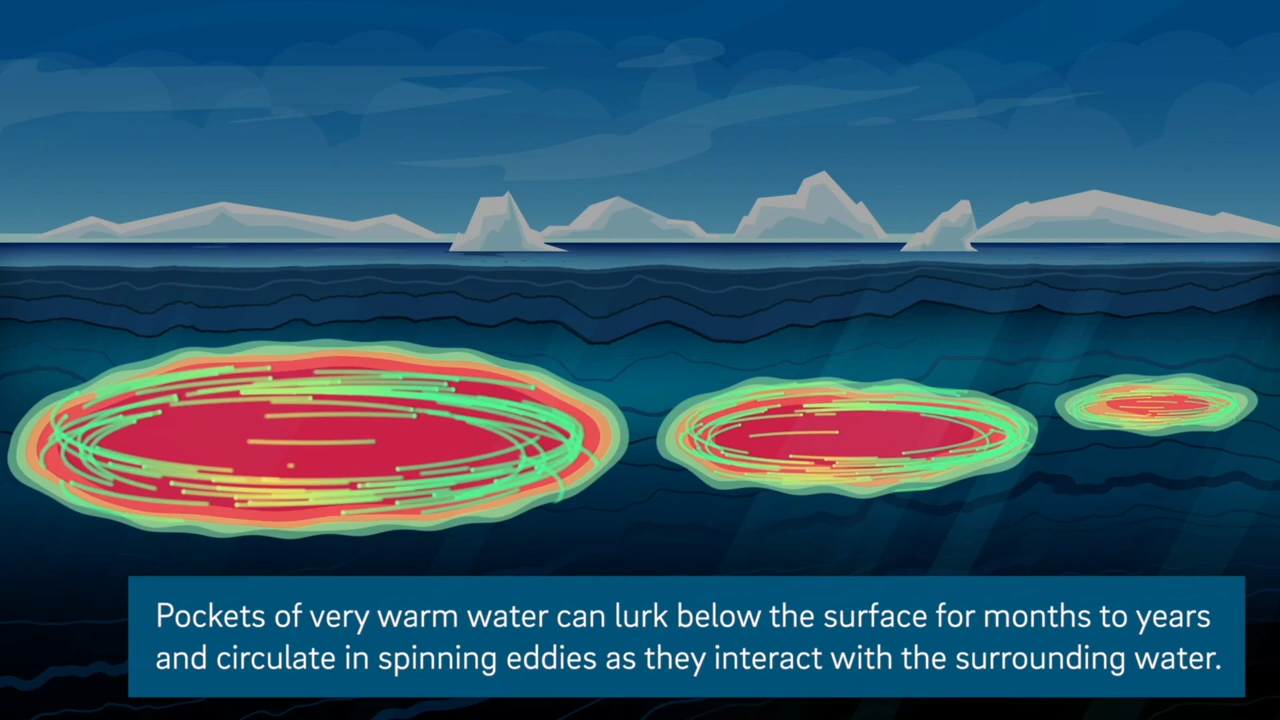 Pockets of very warm water can lurk below the surface for months to years
and circulate in spinning eddies as they interact with the surrounding water.